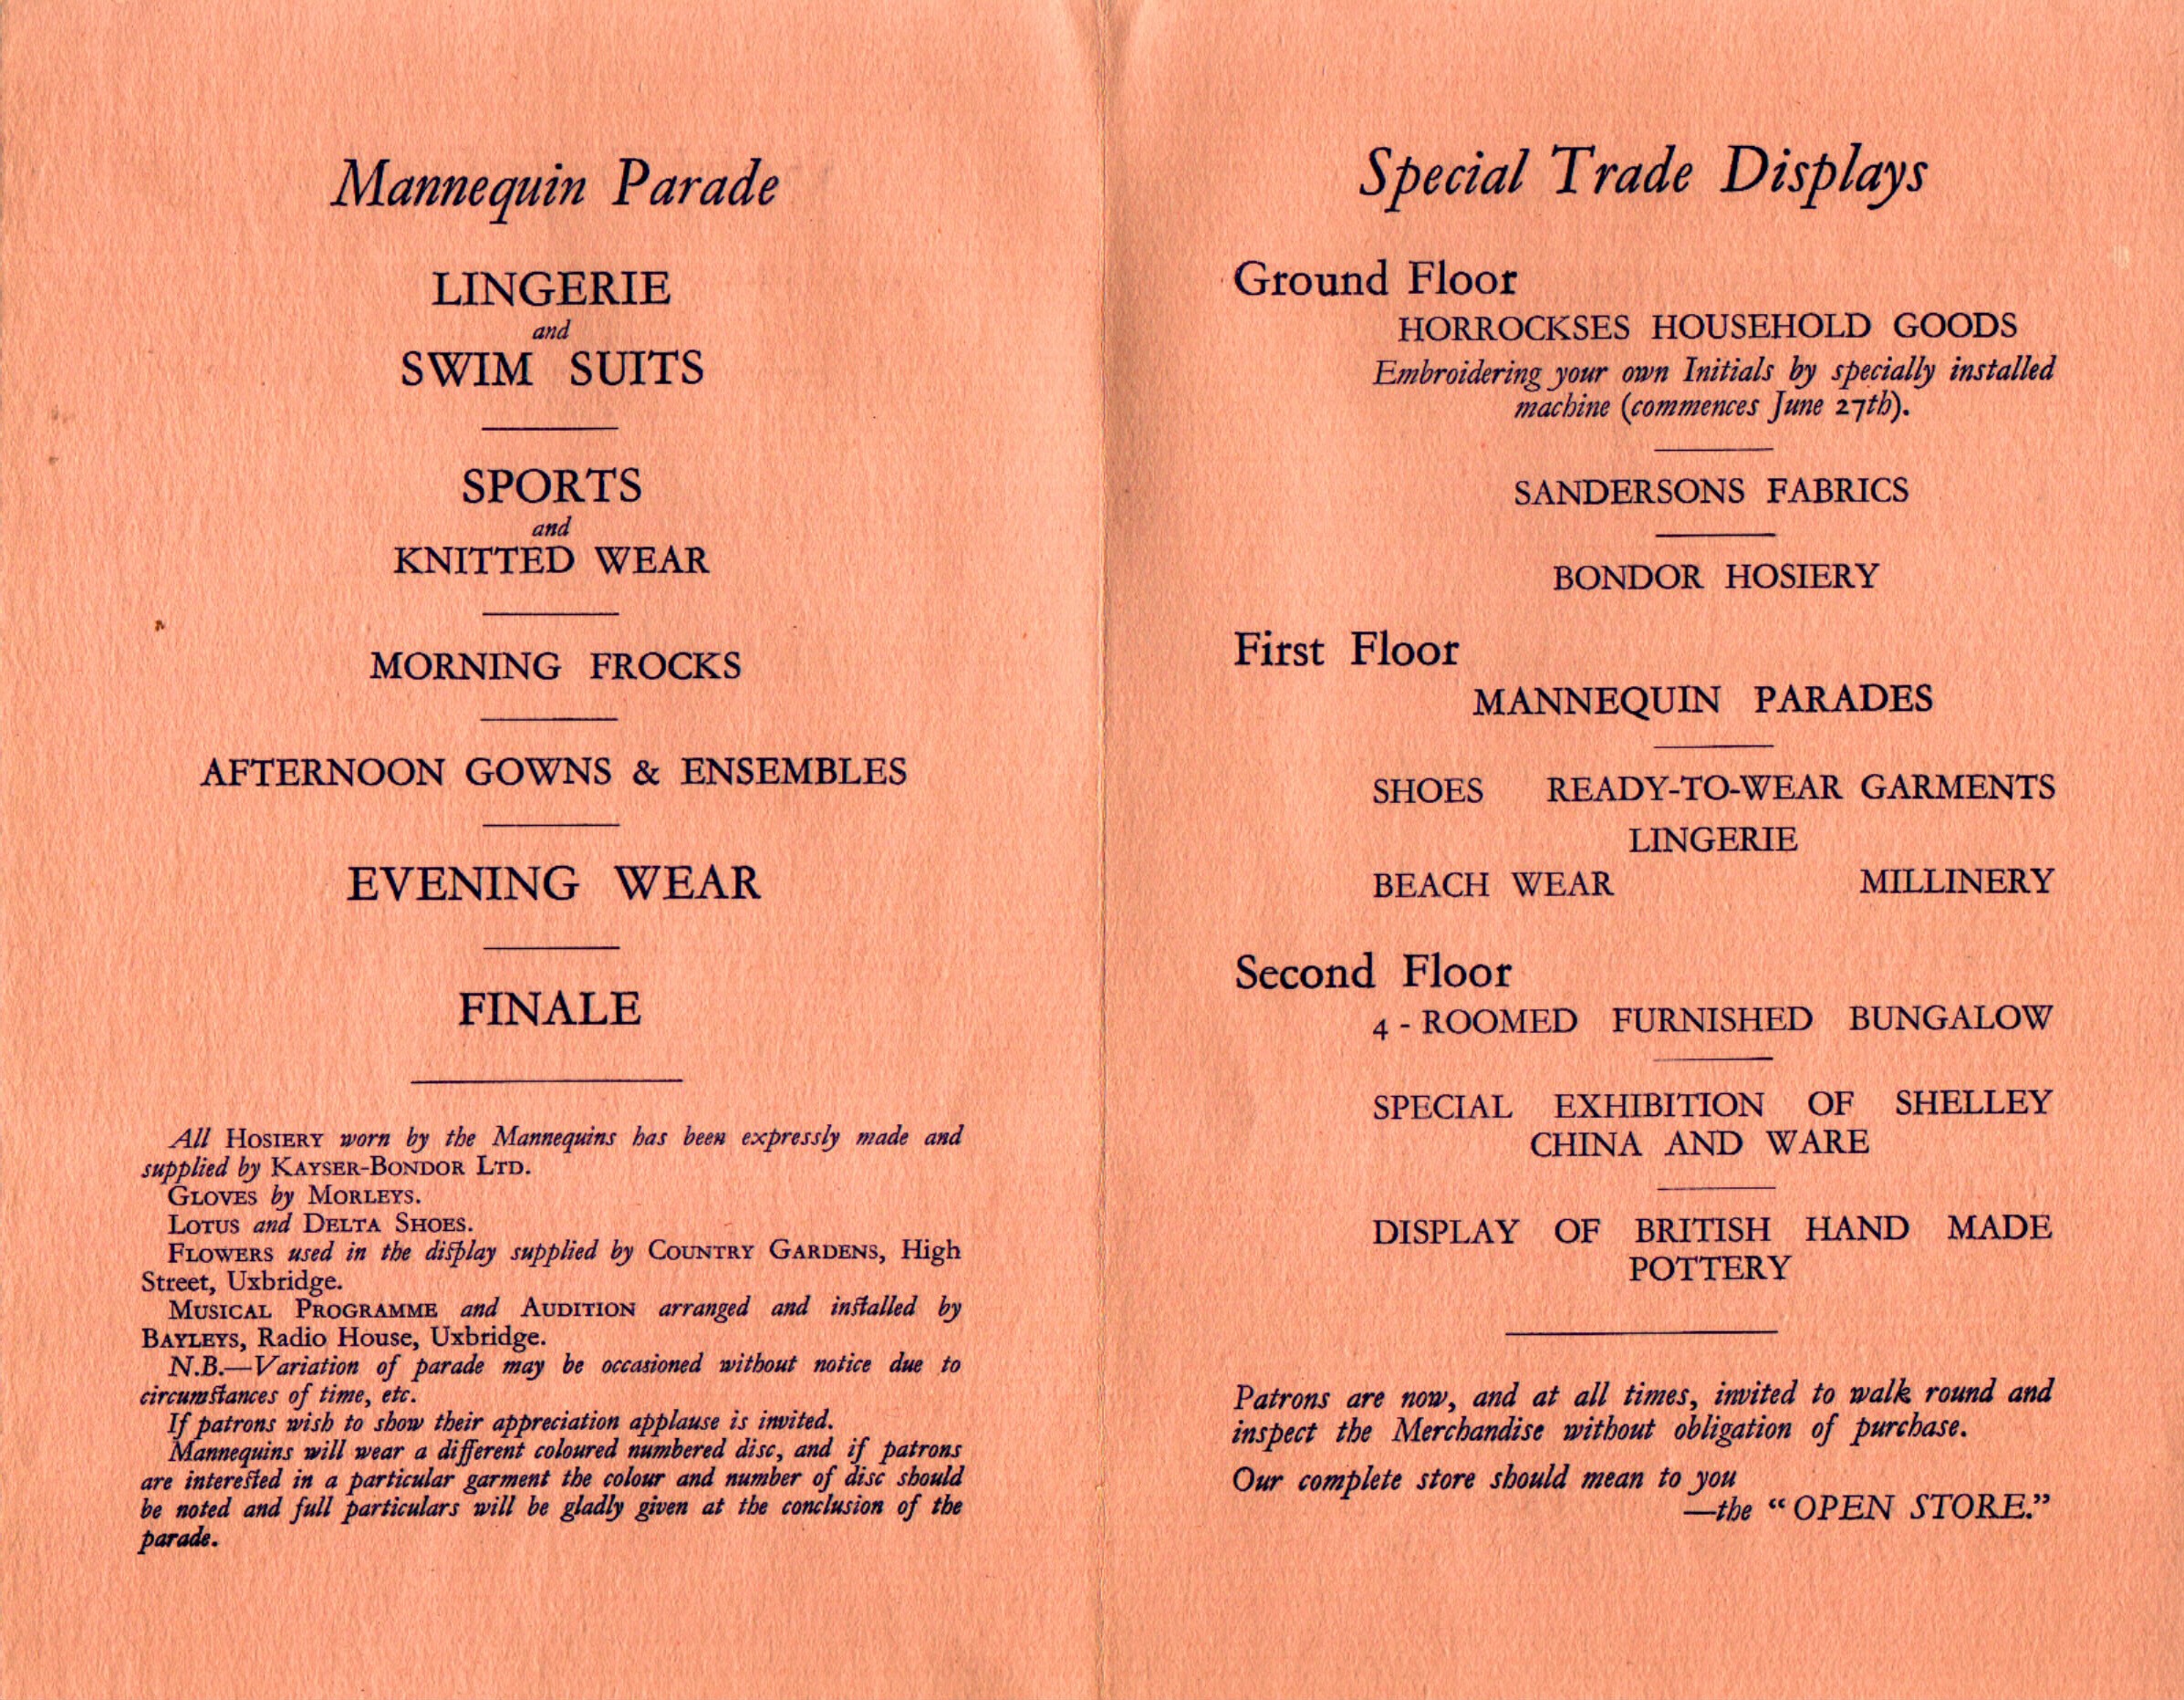 Mannequin Parade
LINGERIE
and
SWIM SUITS
SPORTS
and
KNITTED WEAR
MORNING FROCKS
AFTERNOON GOWNS & ENSEMBLES
EVENING WEAR
FINALE
All HOSIERY worn by the Mannequins has been expressly made and
supplied by KAYSER-BONDOR LTD.
GLOVES by MORLEYS.
LOTUS and DELTA SHOES.
FLOWERS used in the display supplied by COUNTRY GARDENS, High
Street, Uxbridge.
MUSICAL PROGRAMME and AUDITION arranged and installed by
BAYLEYS, Radio House, Uxbridge.
N.B.—Variation of parade may be occasioned without notice due to
circumstances of time, etc.
If patrons wish to show their appreciation applause is invited.
Mannequins will wear a different coloured numbered disc, and if patrons
are interested in a particular garment the colour and number of disc should
be noted and full particulars will be gladly given at the conclusion of the
parade.
Special Trade Displays
Ground Floor
HORROCKSES HOUSEHOLD GOODS
Embroidering your own Initials by specially installed
machine (commences June 27th).
SANDERSONS FABRICS
BONDOR HOSIERY
First Floor
MANNEQUIN PARADES
SHOES READY-TO-WEAR GARMENTS
LINGERIE
BEACH WEAR MILLINERY
Second Floor
4 - ROOMED FURNISHED BUNGALOW
SPECIAL EXHIBITION OF SHELLEY
CHINA AND WARE
DISPLAY OF BRITISH HAND MADE
POTTERY
Patrons are now, and at all times, invited to walk round and
inspect the Merchandise without obligation of purchase.
Our complete store should mean to you
—the “OPEN STORE.”